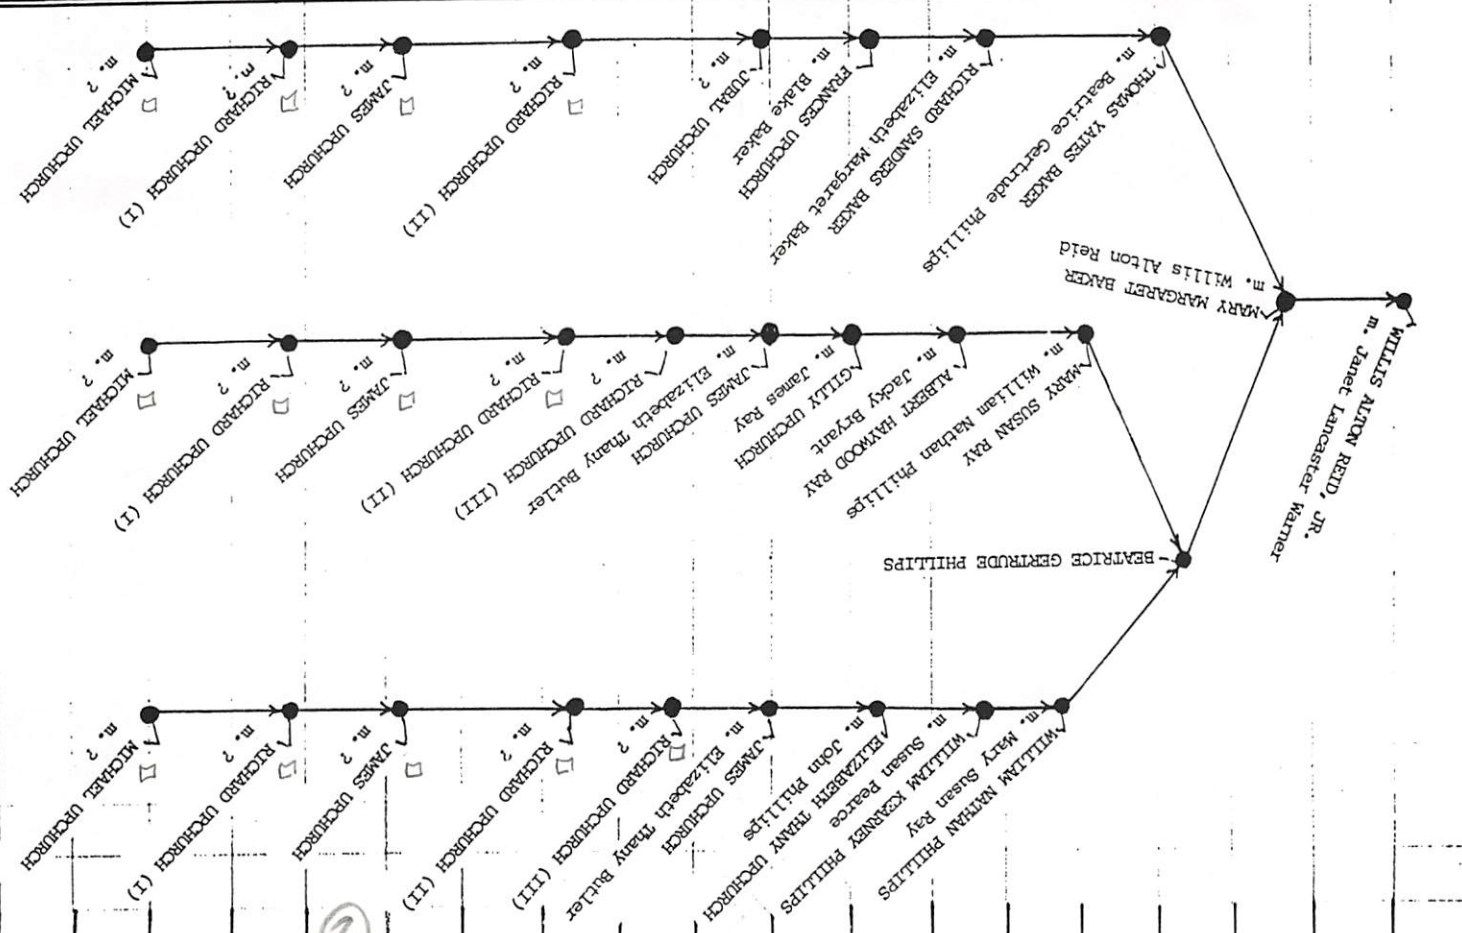 MICHAEL UPCHURCH
m. ?
RICHARD UPCHURCH (I)
m. ?
JAMES UPCHURCH
m. ?
RICHARD UPCHURCH (II)
m. ?
JUBAL UPCHURCH
m. ?
FRANCES UPCHURCH
m. Blake Baker
RICHARD SANDERS BAKER
m. Elizabeth Margaret Baker
THOMAS YATES BAKER
m. Beatrice Gertrude Phillips
MARY MARGARET BAKER
m. Willis Alton Reid
WILLIS ALTON REID, JR.
m. Janet Lancaster Warner
MICHAEL UPCHURCH
m. ?
RICHARD UPCHURCH (I)
m. ?
JAMES UPCHURCH
m. ?
RICHARD UPCHURCH (II)
m. ?
RICHARD UPCHURCH (III)
m. ?
JAMES UPCHURCH
m. Elizabeth Thany Butler
GILLY UPCHURCH
m. James Ray
ALBERT HAYWOOD RAY
m. Jacky Bryant
MARY SUSAN RAY
m. William Nathan Phillips
BEATRICE GERTRUDE PHILLIPS
MICHAEL UPCHURCH
m. ?
RICHARD UPCHURCH (I)
m. ?
JAMES UPCHURCH
m. ?
RICHARD UPCHURCH (II)
m. ?
RICHARD UPCHURCH (III)
m. ?
JAMES UPCHURCH
m. Elizabeth Thany Butler
ELIZABETH THANY UPCHURCH
m. John Phillips
WILLIAM KEARNEY PHILLIPS
m. Susan Pearce
WILLIAM NATHAN PHILLIPS
m. Mary Susan Ray